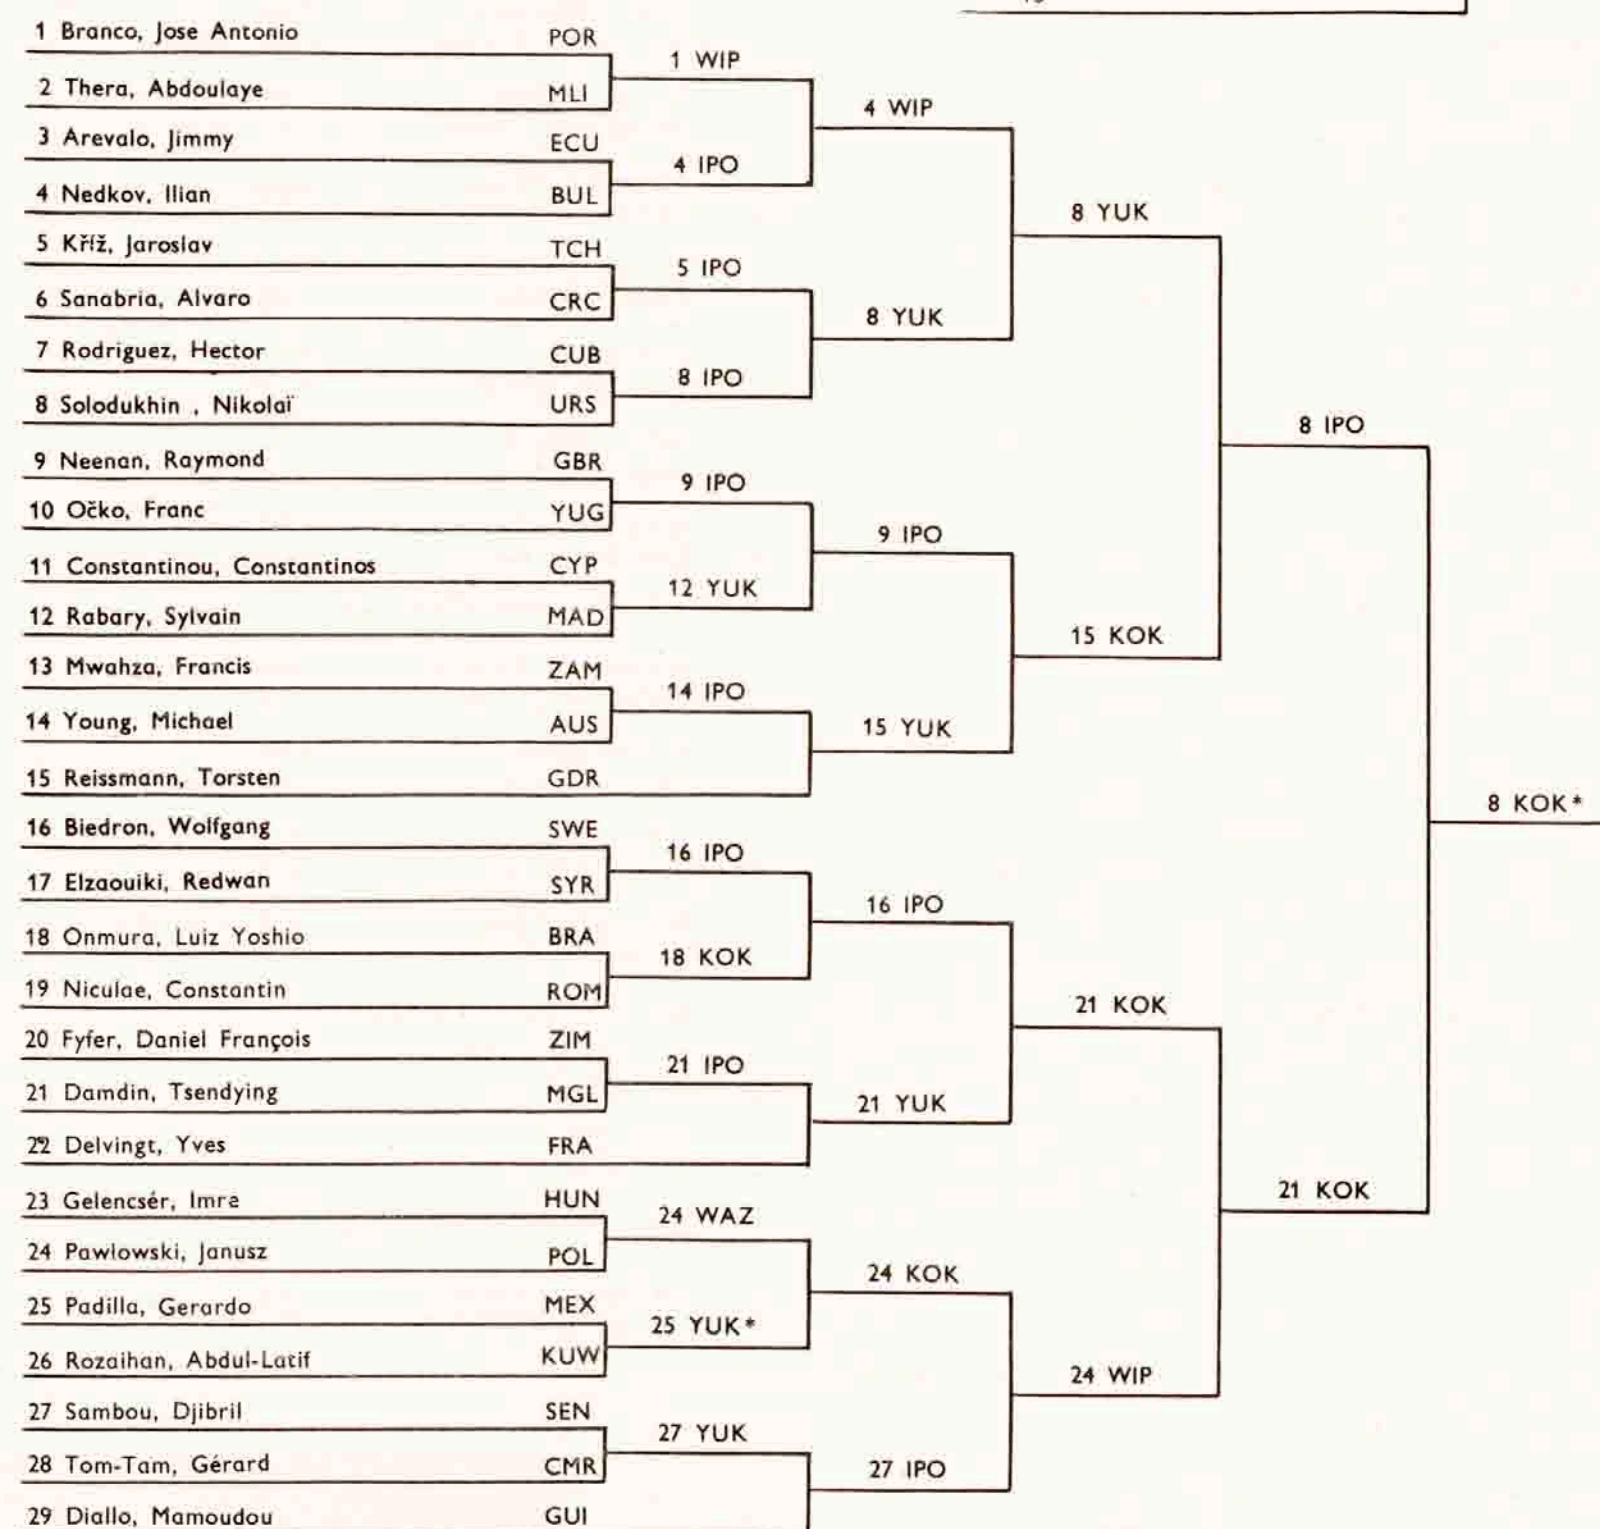 1 Branco, Jose Antonio POR
1 WIP
2 Thera, Abdoulaye MLI
4 WIP
3 Arevalo, Jimmy ECU
4 IPO
4 Nedkov, Ilian BUL
8 YUK
5 Kříž, Jaroslav TCH
5 IPO
6 Sanabria, Alvaro CRC
8 YUK
7 Rodriguez, Hector CUB
8 IPO
8 Solodukhin , Nikolaï URS
8 IPO
9 Neenan, Raymond GBR
9 IPO
10 Očko, Franc YUG
9 IPO
11 Constantinou, Constantinos CYP
12 YUK
12 Rabary, Sylvain MAD
15 KOK
13 Mwahza, Francis ZAM
14 IPO
14 Young, Michael AUS
15 YUK
15 Reissmann, Torsten GDR
8 KOK*
16 Biedron, Wolfgang SWE
16 IPO
17 Elzaouiki, Redwan SYR
16 IPO
18 Onmura, Luiz Yoshio BRA
18 KOK
19 Niculae, Constantin ROM
21 KOK
20 Fyfer, Daniel François ZIM
21 IPO
21 Damdin, Tsendying MGL
21 YUK
22 Delvingt, Yves FRA
21 KOK
23 Gelencsér, Imre HUN
24 WAZ
24 Pawlowski, Janusz POL
24 KOK
25 Padilla, Gerardo MEX
25 YUK*
26 Rozaihan, Abdul-Latif KUW
24 WIP
27 Sambou, Djibril SEN
27 YUK
28 Tom-Tam, Gérard CMR
27 IPO
29 Diallo, Mamoudou GUI